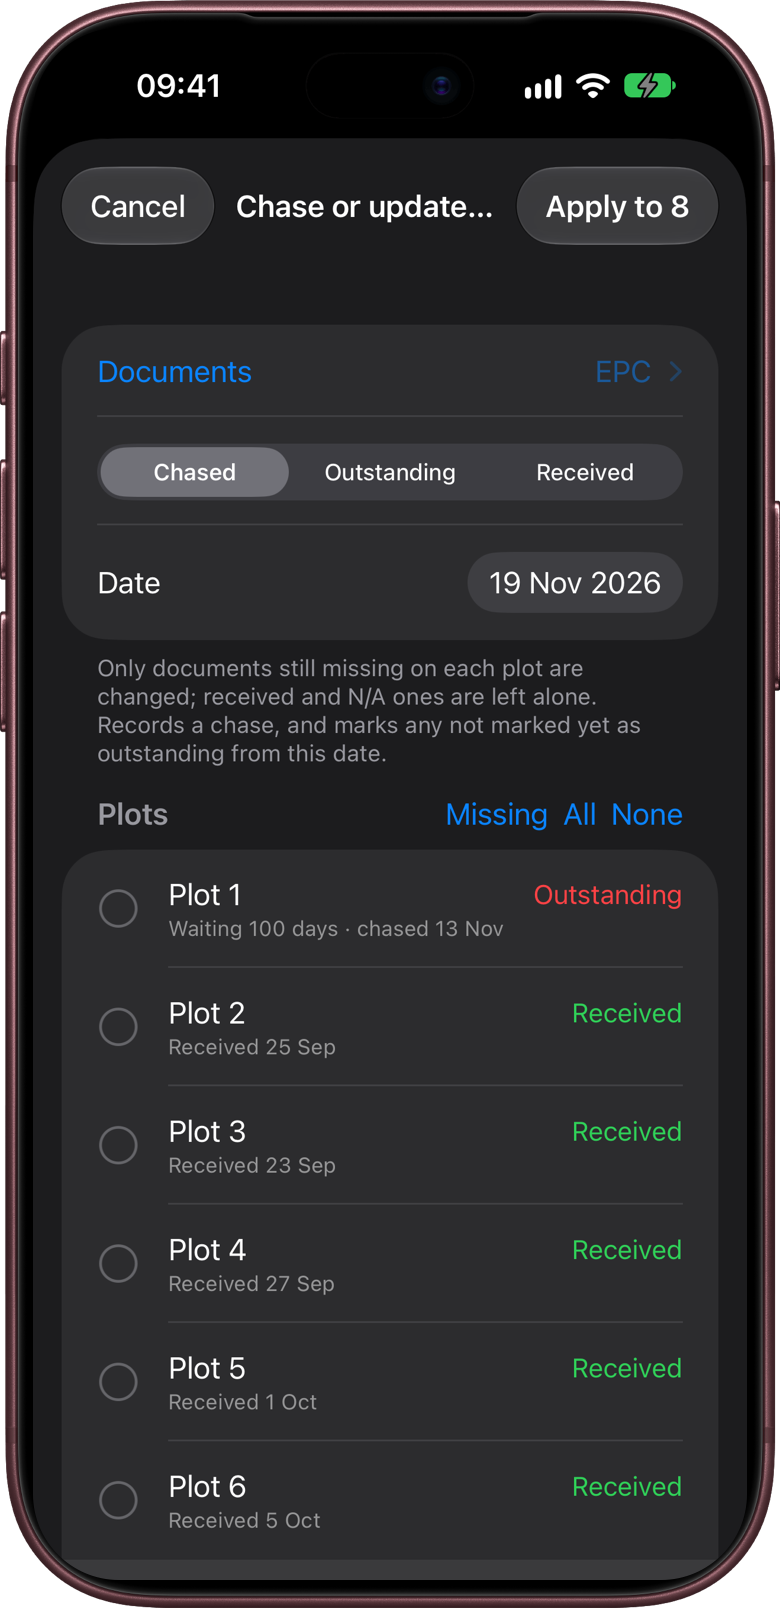 09:41
Cancel
Chase or update...
Apply to 8
Documents
EPC
Chased
Outstanding
Received
Date
19 Nov 2026
Only documents still missing on each plot are
changed; received and N/A ones are left alone.
Records a chase, and marks any not marked yet as
outstanding from this date.
Plots
Missing All None
Plot 1
Outstanding
Waiting 100 days · chased 13 Nov
Plot 2
Received
Received 25 Sep
Plot 3
Received
Received 23 Sep
Plot 4
Received
Received 27 Sep
Plot 5
Received
Received 1 Oct
Plot 6
Received
Received 5 Oct